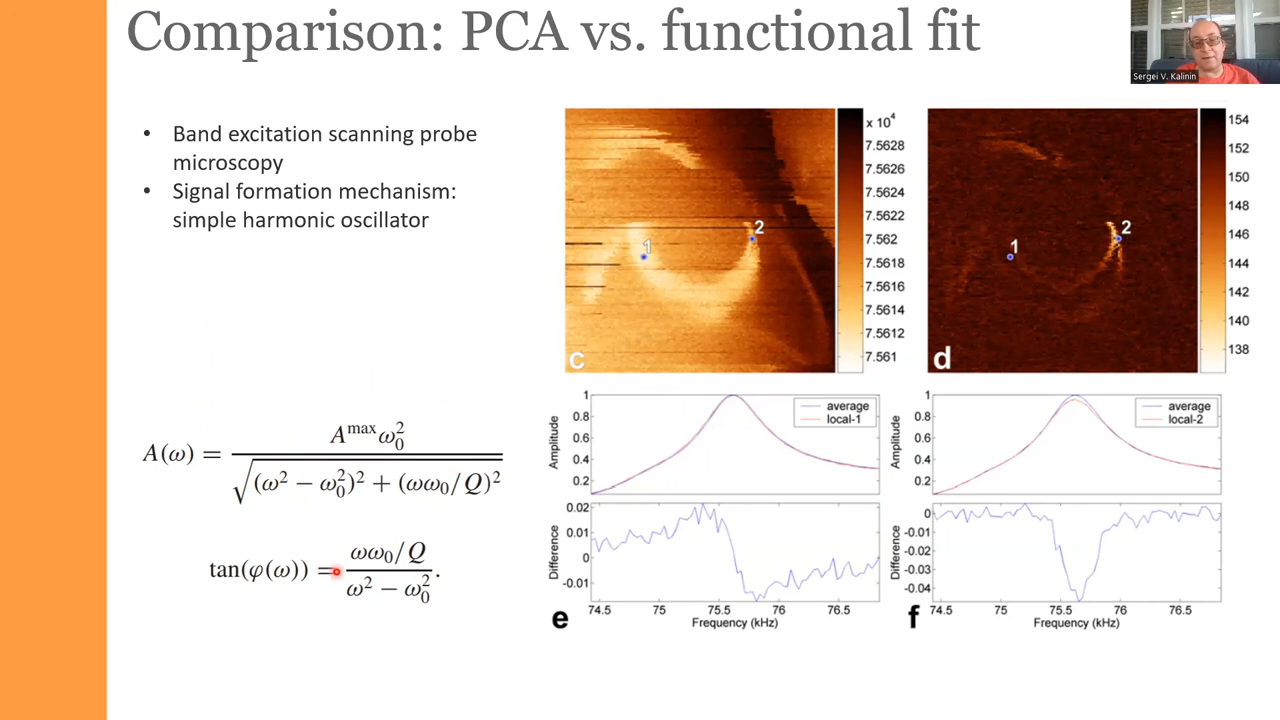 Comparison: PCA vs. functional fit
Sergei V. Kalinin
• Band excitation scanning probe
microscopy
• Signal formation mechanism:
simple harmonic oscillator
A(ω) = A^max ω₀² / √((ω² − ω₀²)² + (ωω₀/Q)²)
tan(φ(ω)) = ωω₀/Q / ω² − ω₀².
1
2
c
x 10⁴
7.5628
7.5626
7.5624
7.5622
7.562
7.5618
7.5616
7.5614
7.5612
7.561
1
2
d
154
152
150
148
146
144
142
140
138
Amplitude
1
0.8
0.6
0.4
0.2
average
local-1
Difference
0.02
0.01
0
-0.01
74.5 75 75.5 76 76.5
Frequency (kHz)
e
Amplitude
1
0.8
0.6
0.4
0.2
average
local-2
Difference
0
-0.01
-0.02
-0.03
-0.04
74.5 75 75.5 76 76.5
Frequency (kHz)
f